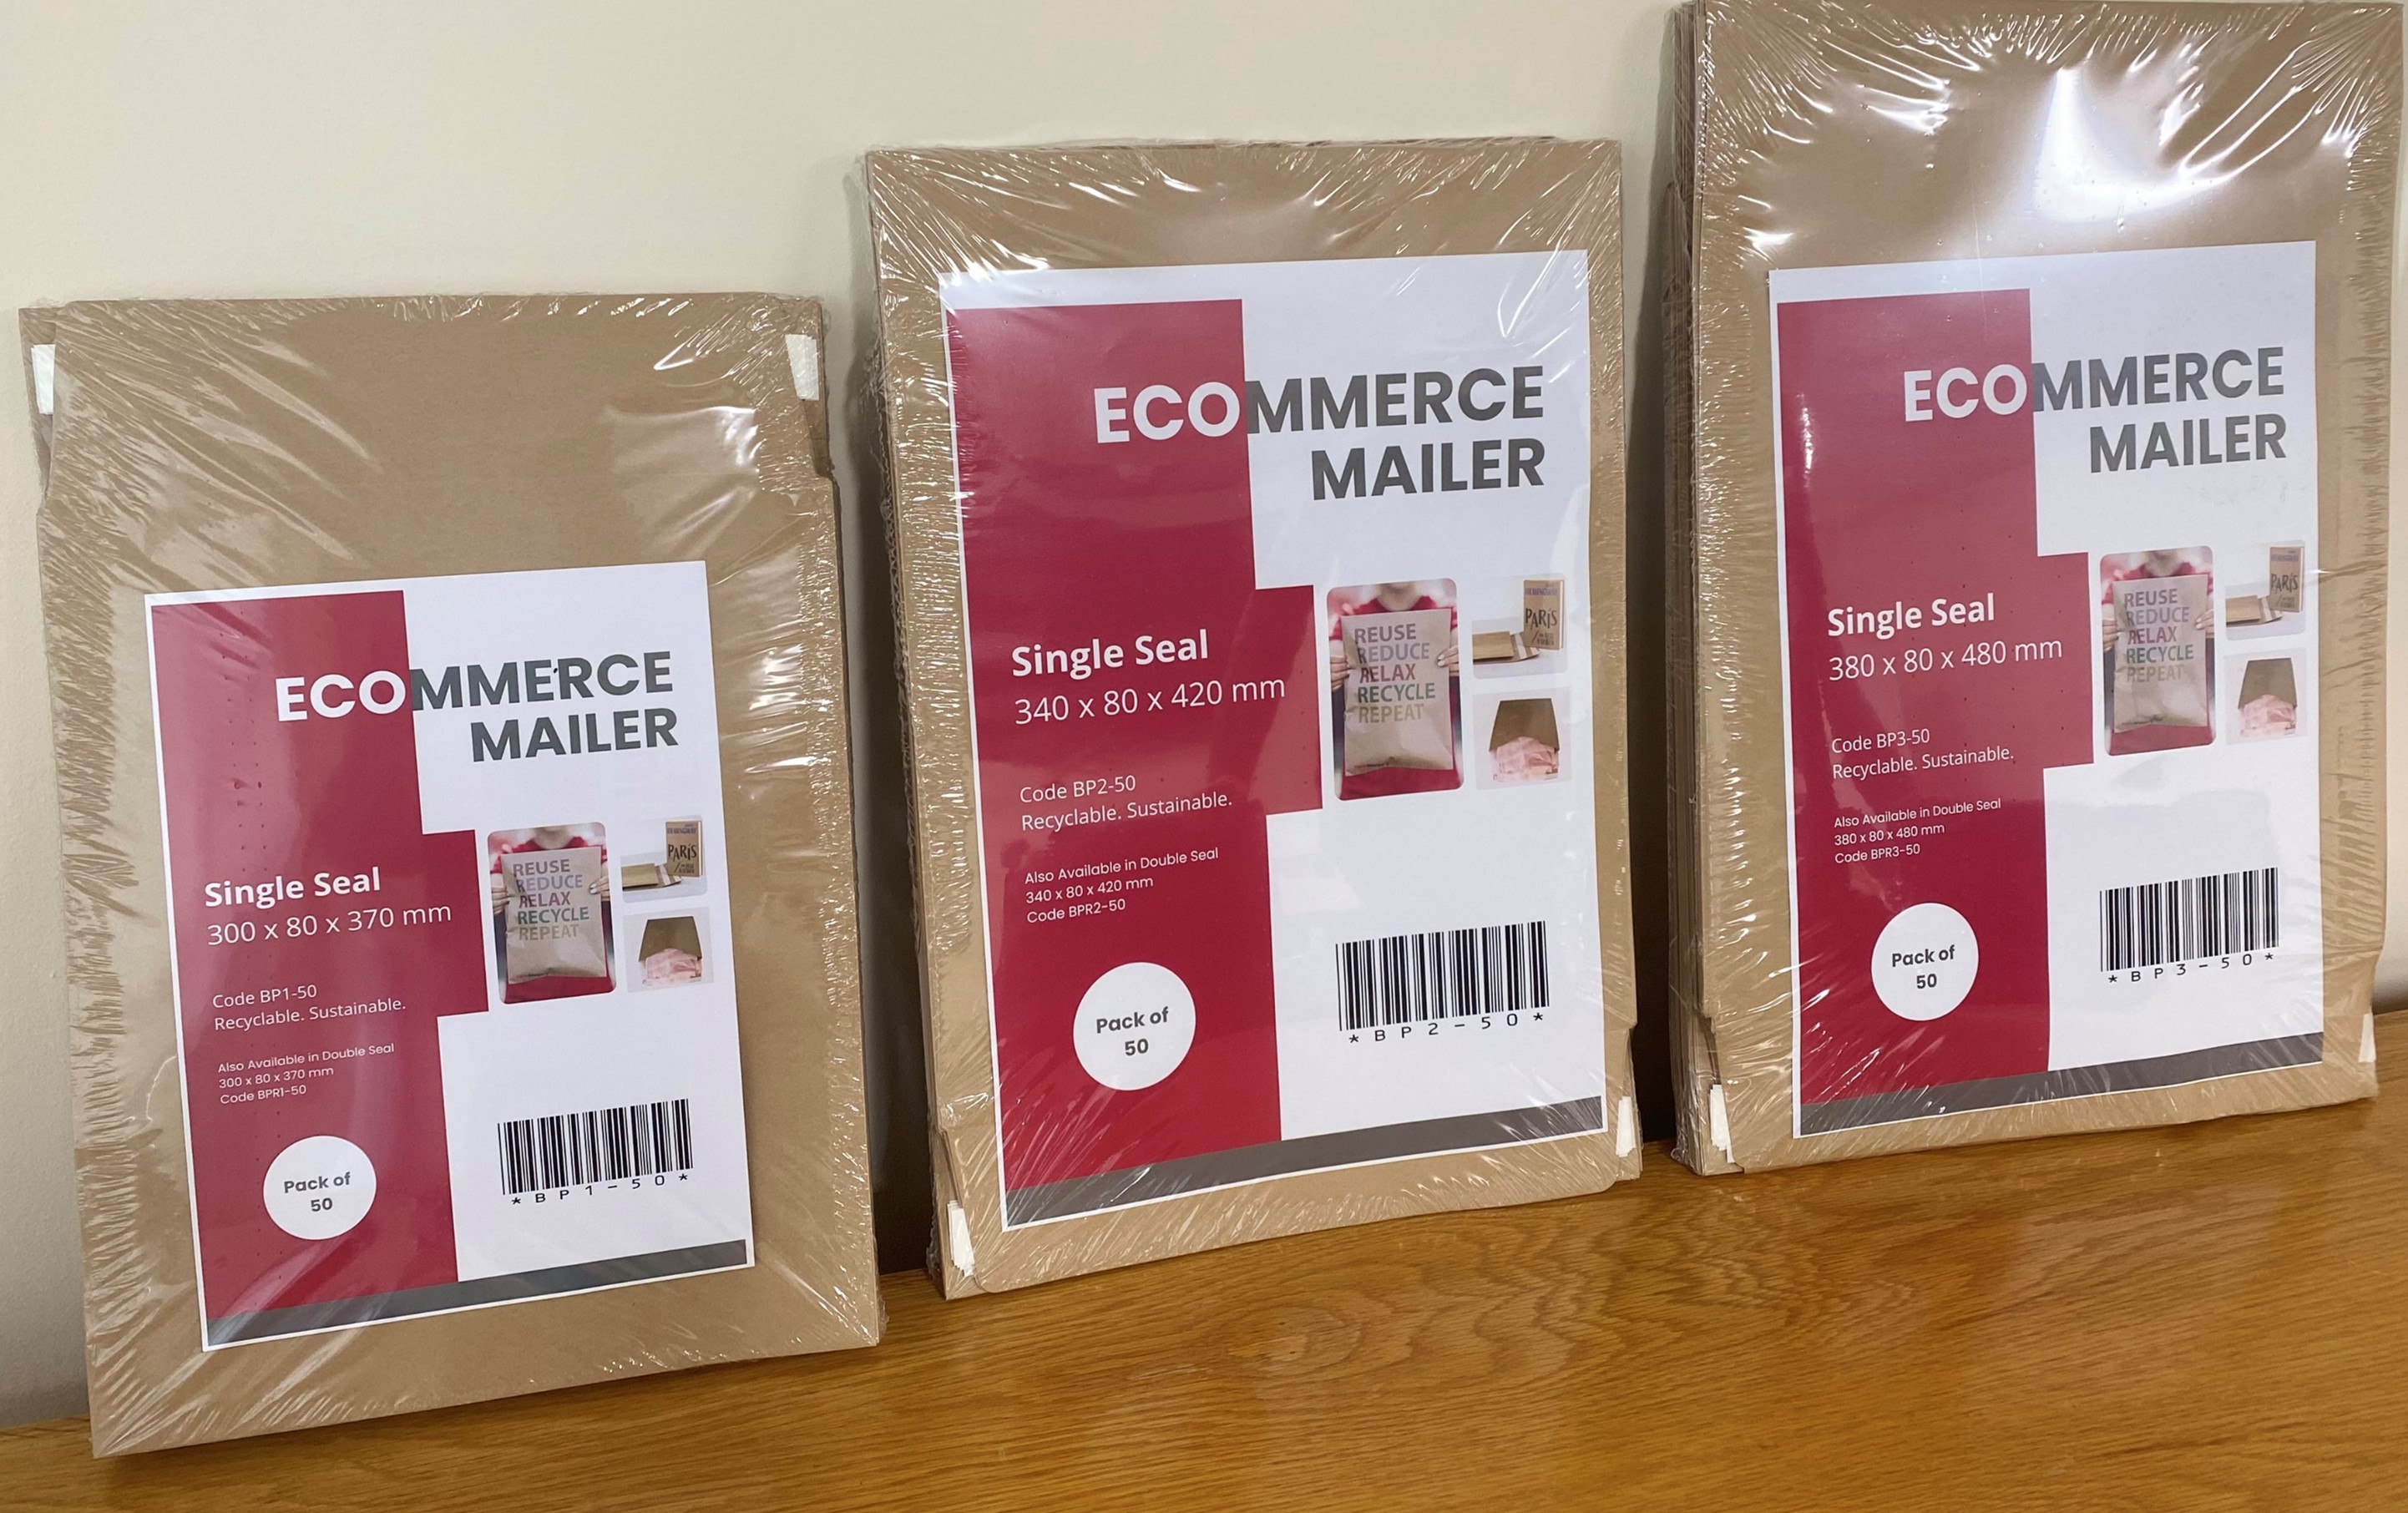 ECOMMERCE
MAILER
Single Seal
300 x 80 x 370 mm
Code BP1-50
Recyclable. Sustainable.
Also Available in Double Seal
300 x 80 x 370 mm
Code BPR1-50
Pack of
50
REUSE
REDUCE
RELAX
RECYCLE
REPEAT
PARIS
*BP1-50*
ECOMMERCE
MAILER
Single Seal
340 x 80 x 420 mm
Code BP2-50
Recyclable. Sustainable.
Also Available in Double Seal
340 x 80 x 420 mm
Code BPR2-50
Pack of
50
REUSE
REDUCE
RELAX
RECYCLE
REPEAT
HEMINGWAY
PARIS
*BP2-50*
ECOMMERCE
MAILER
Single Seal
380 x 80 x 480 mm
Code BP3-50
Recyclable. Sustainable.
Also Available in Double Seal
380 x 80 x 480 mm
Code BPR3-50
Pack of
50
REUSE
REDUCE
RELAX
RECYCLE
REPEAT
PARIS
*BP3-50*